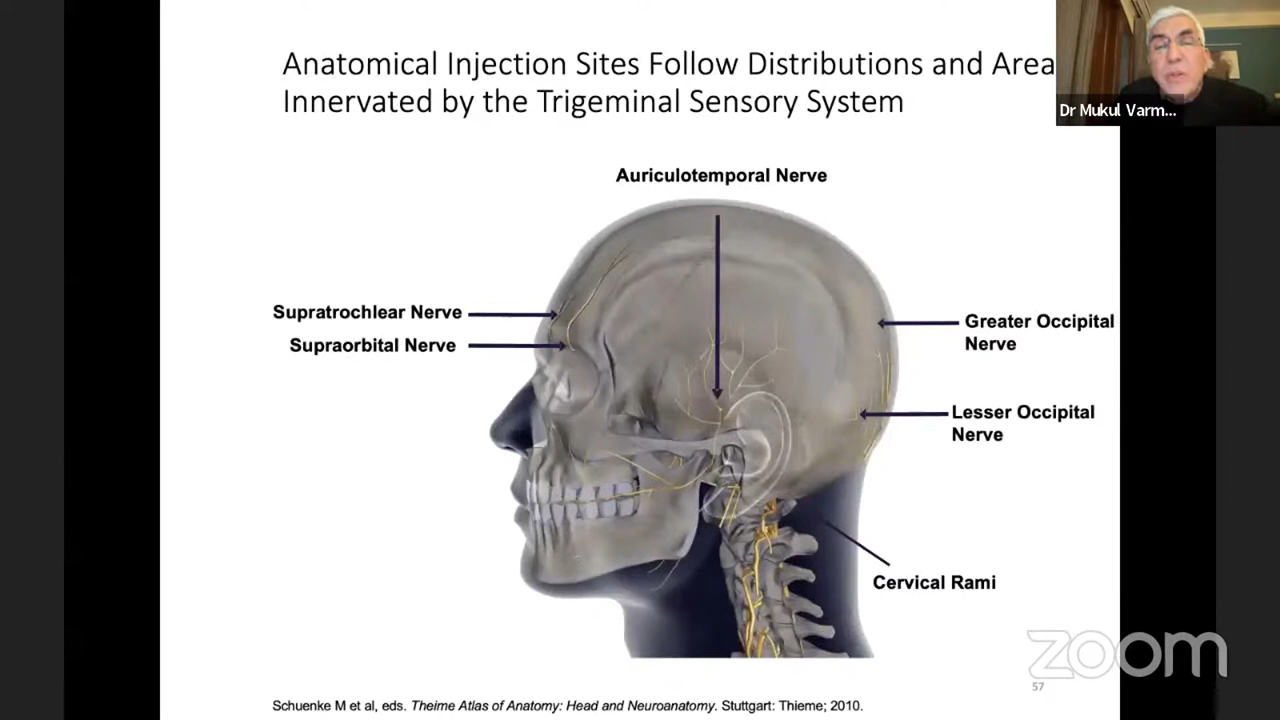 Anatomical Injection Sites Follow Distributions and Area
Innervated by the Trigeminal Sensory System
Dr Mukul Varm...
Auriculotemporal Nerve
Supratrochlear Nerve
Supraorbital Nerve
Greater Occipital
Nerve
Lesser Occipital
Nerve
Cervical Rami
zoom
57
Schuenke M et al, eds. Theime Atlas of Anatomy: Head and Neuroanatomy. Stuttgart: Thieme; 2010.